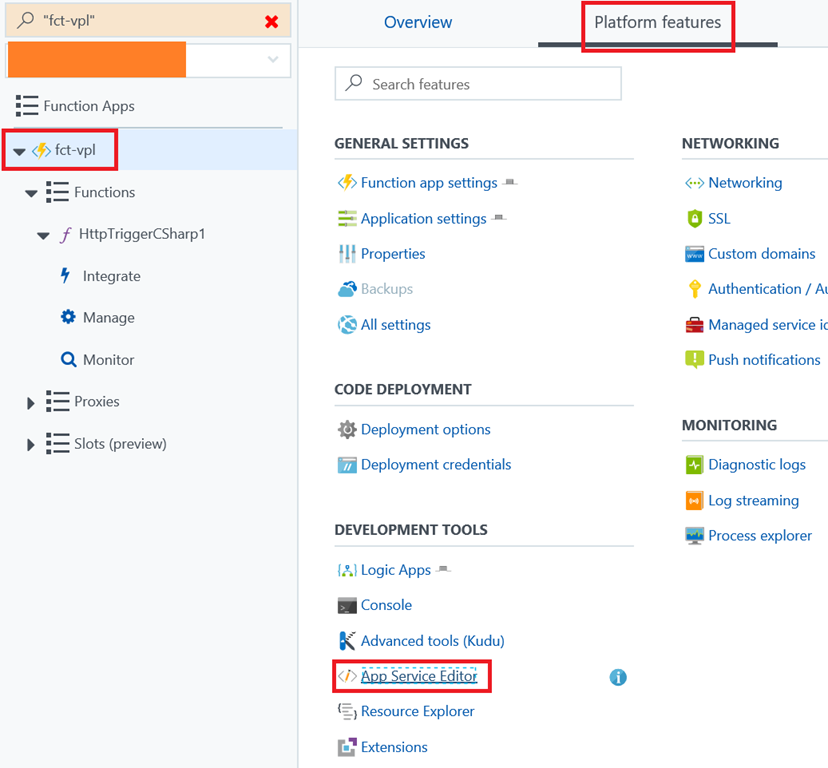 "fct-vpl"
Function Apps
fct-vpl
Functions
HttpTriggerCSharp1
Integrate
Manage
Monitor
Proxies
Slots (preview)
Overview
Platform features
Search features
GENERAL SETTINGS
Function app settings
Application settings
Properties
Backups
All settings
CODE DEPLOYMENT
Deployment options
Deployment credentials
DEVELOPMENT TOOLS
Logic Apps
Console
Advanced tools (Kudu)
App Service Editor
Resource Explorer
Extensions
NETWORKING
Networking
SSL
Custom domains
Authentication / Au
Managed service id
Push notifications
MONITORING
Diagnostic logs
Log streaming
Process explorer